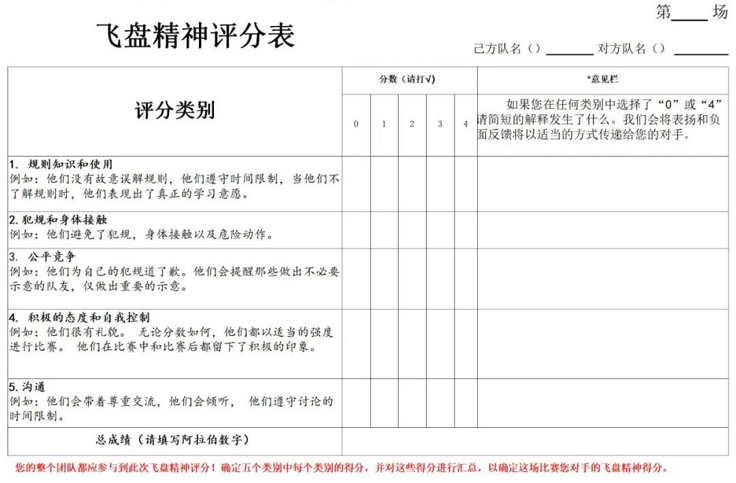 第____ 场
飞盘精神评分表
己方队名（）________ 对方队名（）________
评分类别
分数（请打√）
*意见栏
0 1 2 3 4
如果您在任何类别中选择了“0”或“4”
请简短的解释发生了什么。我们会将表扬和负
面反馈将以适当的方式传递给您的对手。
1. 规则知识和使用
例如：他们没有故意误解规则，他们遵守时间限制，当他们不
了解规则时，他们表现出了真正的学习意愿。
2.犯规和身体接触
例如：他们避免了犯规，身体接触以及危险动作。
3. 公平竞争
例如：他们为自己的犯规道了歉。他们会提醒那些做出不必要
示意的队友，仅做出重要的示意。
4. 积极的态度和自我控制
例如：他们很有礼貌。 无论分数如何，他们都以适当的强度
进行比赛。 他们在比赛中和比赛后都留下了积极的印象。
5.沟通
例如：他们会带着尊重交流，他们会倾听， 他们遵守讨论的
时间限制。
总成绩（请填写阿拉伯数字）
您的整个团队都应参与到此次飞盘精神评分！确定五个类别中每个类别的得分，并对这些得分进行汇总，以确定这场比赛您对手的飞盘精神得分。